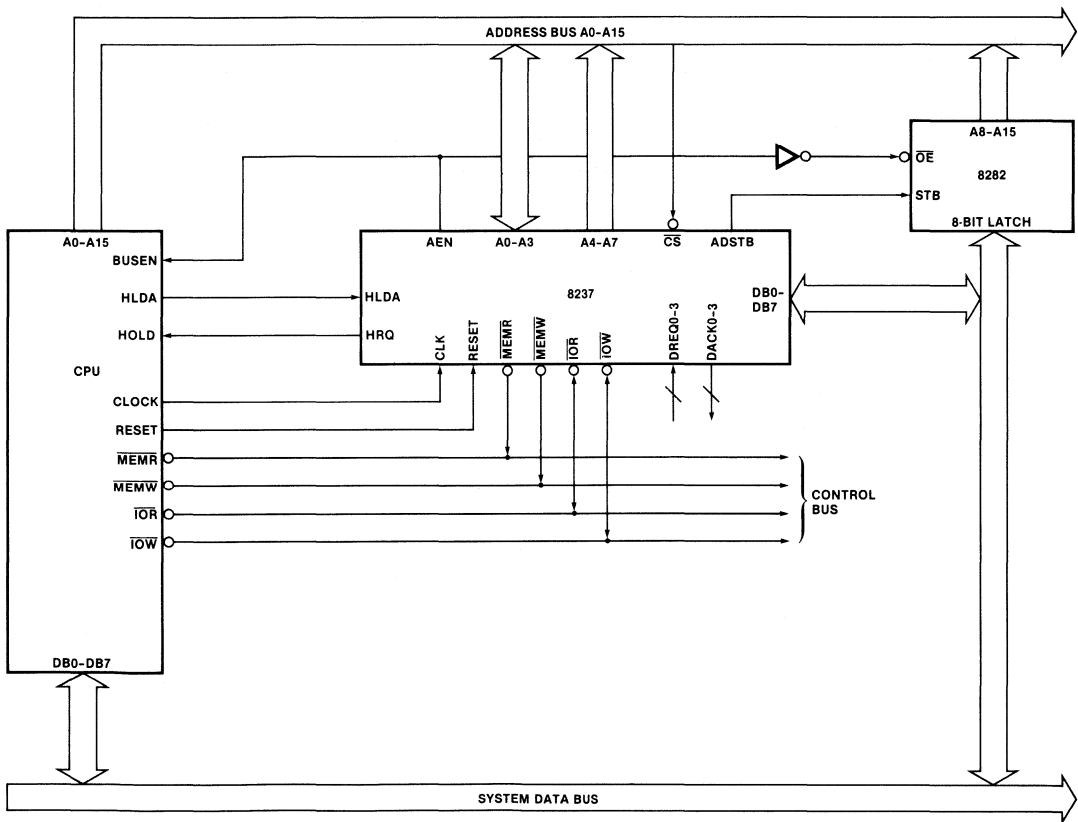 ADDRESS BUS A0-A15
A8-A15
OE
8282
STB
8-BIT LATCH
A0-A15
BUSEN
HLDA
HOLD
CPU
CLOCK
RESET
MEMR
MEMW
IOR
IOW
DB0-DB7
AEN
A0-A3
A4-A7
CS
ADSTB
HLDA
8237
DB0-
DB7
HRQ
CLK
RESET
MEMR
MEMW
IOR
IOW
DREQ0-3
DACK0-3
CONTROL
BUS
SYSTEM DATA BUS